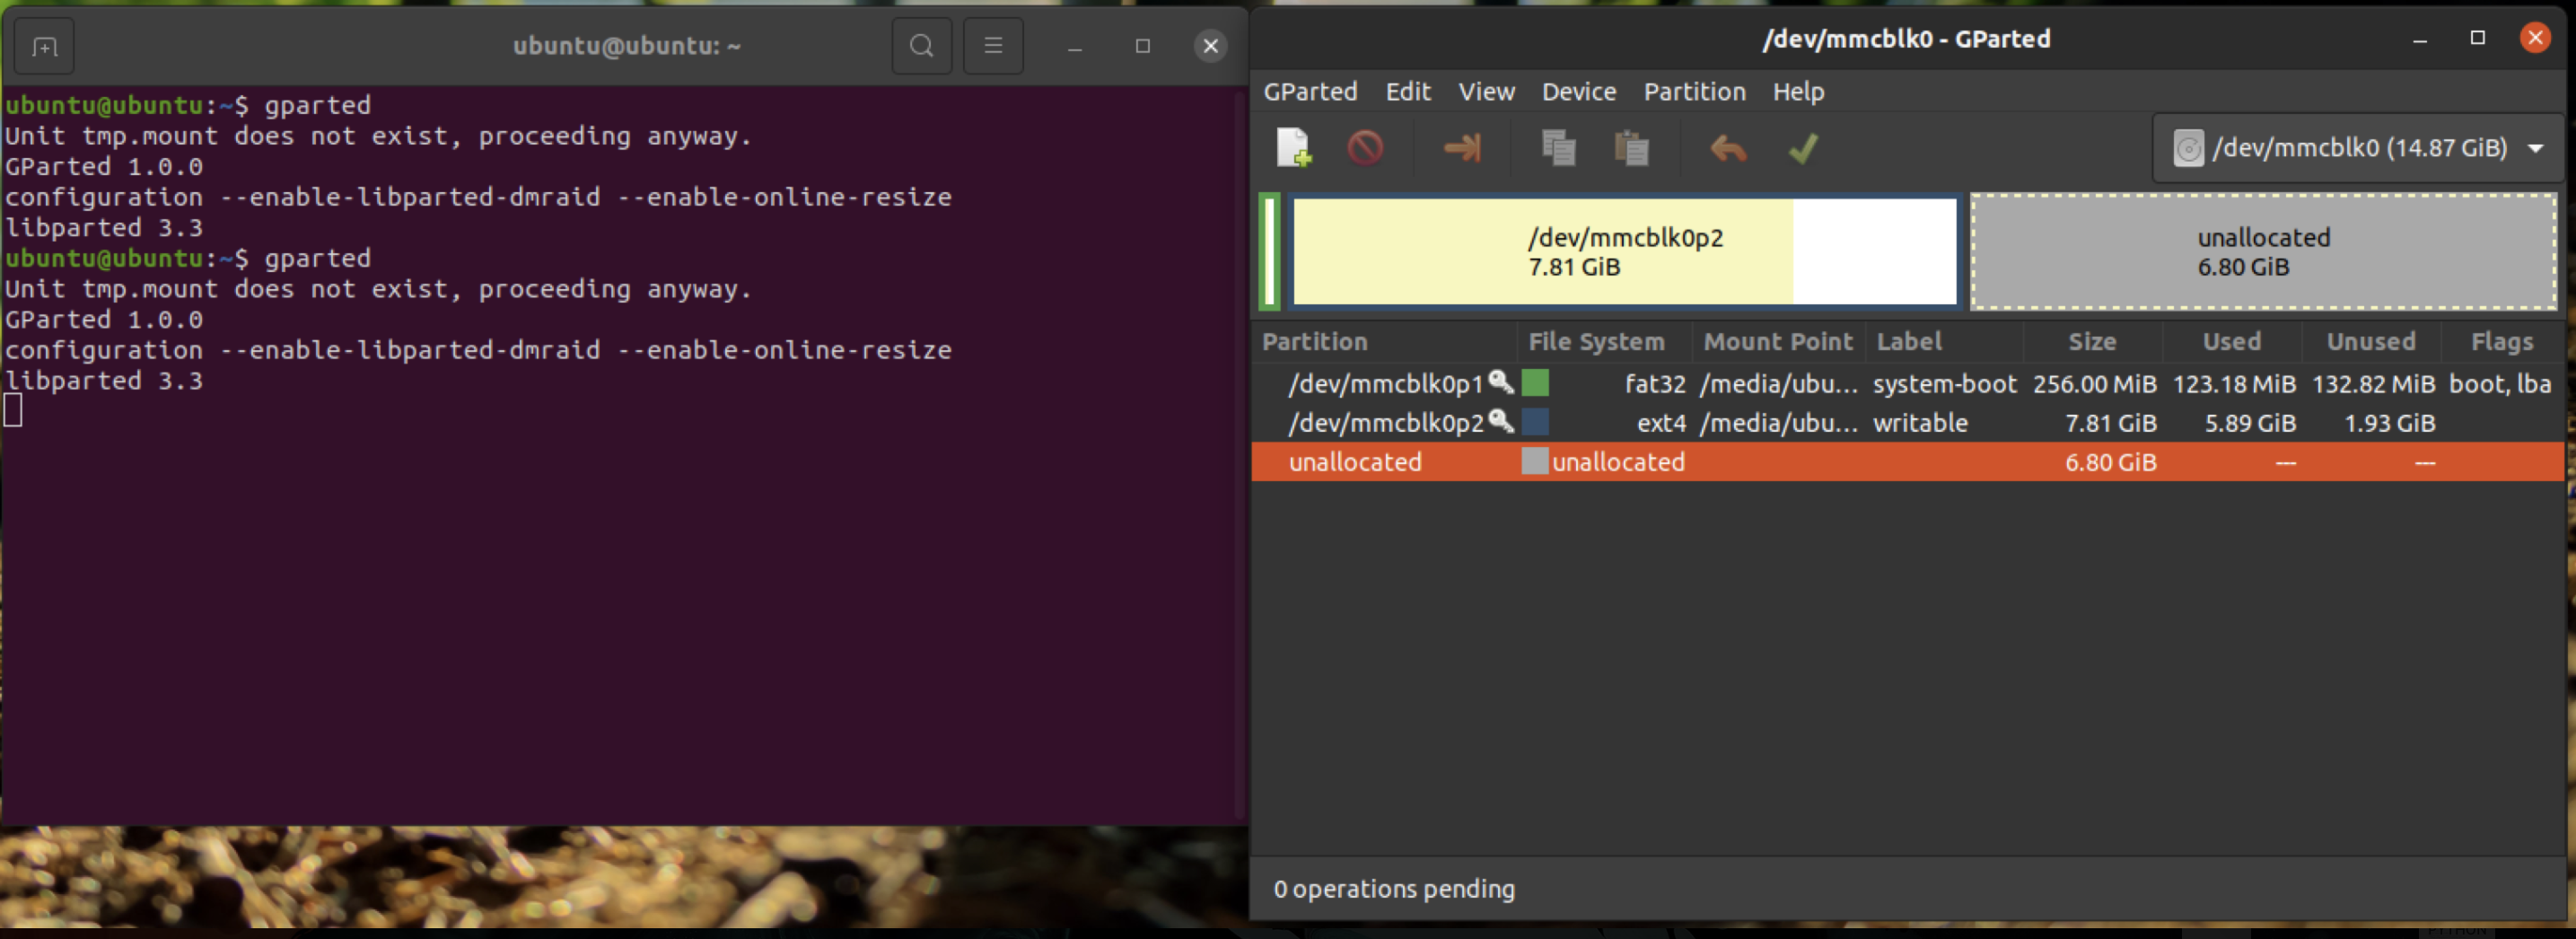 ubuntu@ubuntu: ~
ubuntu@ubuntu:~$ gparted
Unit tmp.mount does not exist, proceeding anyway.
GParted 1.0.0
configuration --enable-libparted-dmraid --enable-online-resize
libparted 3.3
ubuntu@ubuntu:~$ gparted
Unit tmp.mount does not exist, proceeding anyway.
GParted 1.0.0
configuration --enable-libparted-dmraid --enable-online-resize
libparted 3.3
/dev/mmcblk0 - GParted
GParted Edit View Device Partition Help
/dev/mmcblk0 (14.87 GiB)
/dev/mmcblk0p2
7.81 GiB
unallocated
6.80 GiB
Partition File System Mount Point Label Size Used Unused Flags
/dev/mmcblk0p1 fat32 /media/ubu... system-boot 256.00 MiB 123.18 MiB 132.82 MiB boot, lba
/dev/mmcblk0p2 ext4 /media/ubu... writable 7.81 GiB 5.89 GiB 1.93 GiB
unallocated unallocated 6.80 GiB --- ---
0 operations pending